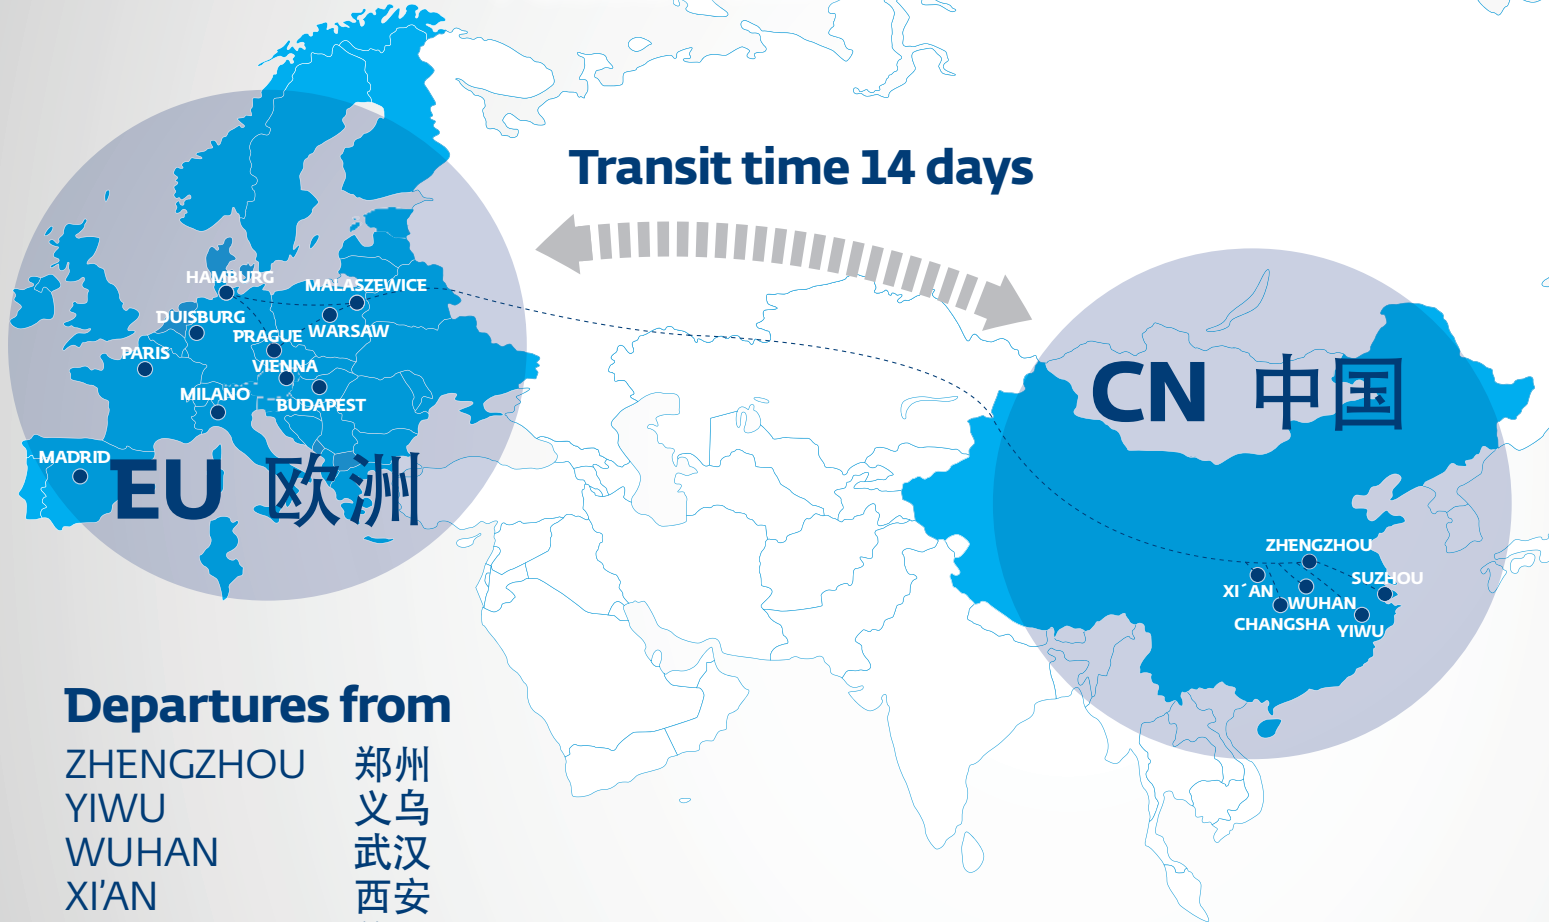 Transit time 14 days
HAMBURG
MALASZEWICE
DUISBURG
PRAGUE
WARSAW
PARIS
VIENNA
MILANO
BUDAPEST
MADRID
EU 欧洲
CN 中国
ZHENGZHOU
SUZHOU
XI´AN
WUHAN
CHANGSHA
YIWU
Departures from
ZHENGZHOU 郑州
YIWU 义乌
WUHAN 武汉
XI’AN 西安